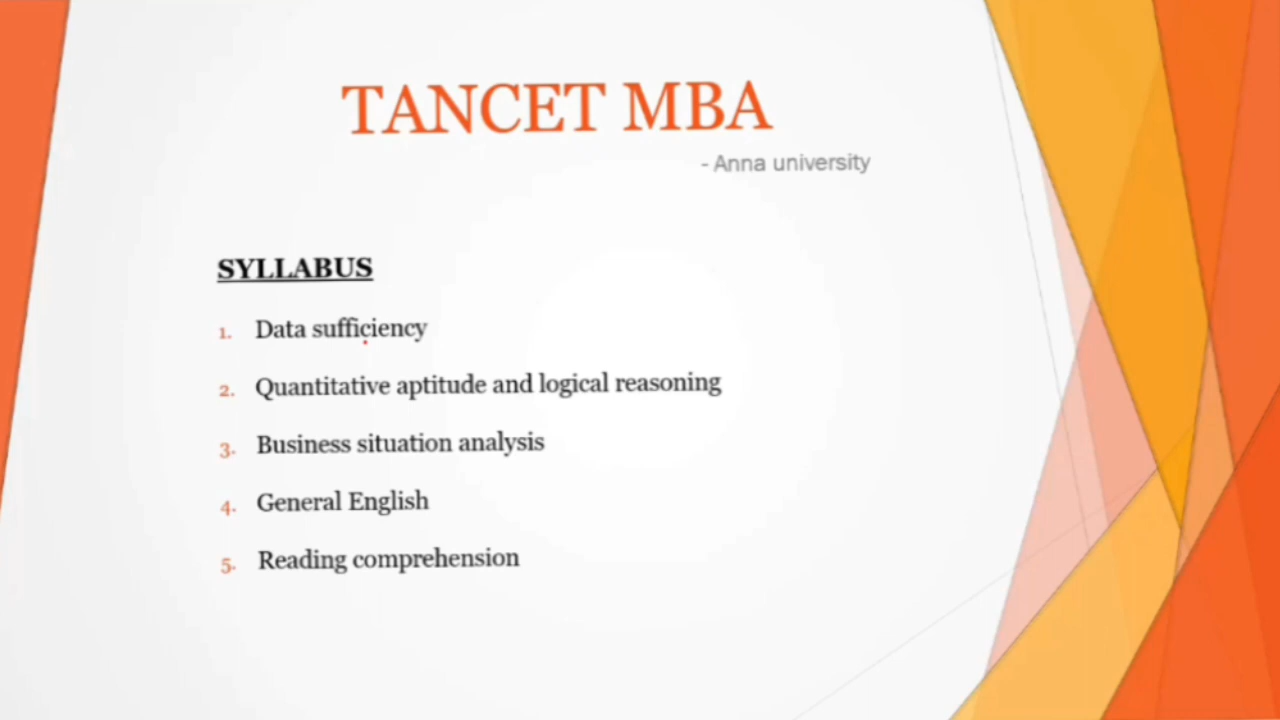 TANCET MBA
- Anna university
SYLLABUS
1. Data sufficiency
2. Quantitative aptitude and logical reasoning
3. Business situation analysis
4. General English
5. Reading comprehension